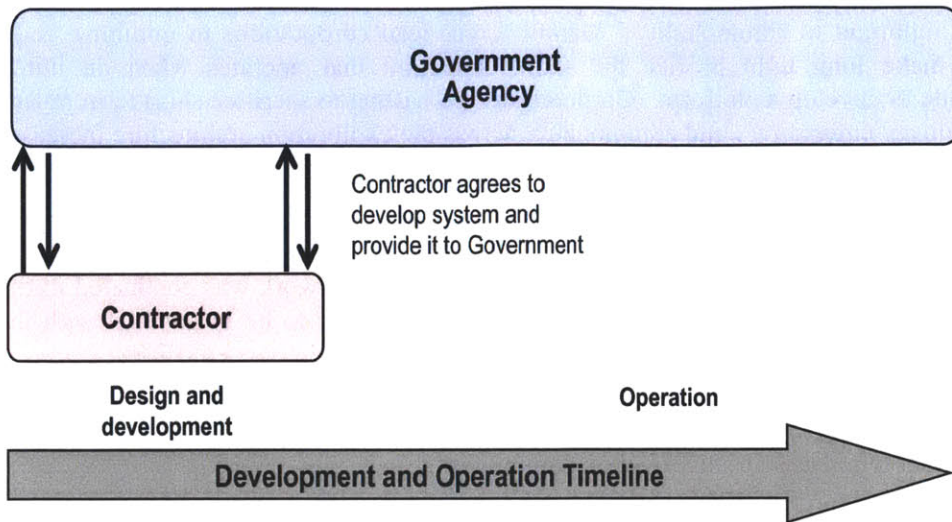 Government
Agency
Contractor agrees to
develop system and
provide it to Government
Contractor
Design and
development
Operation
Development and Operation Timeline